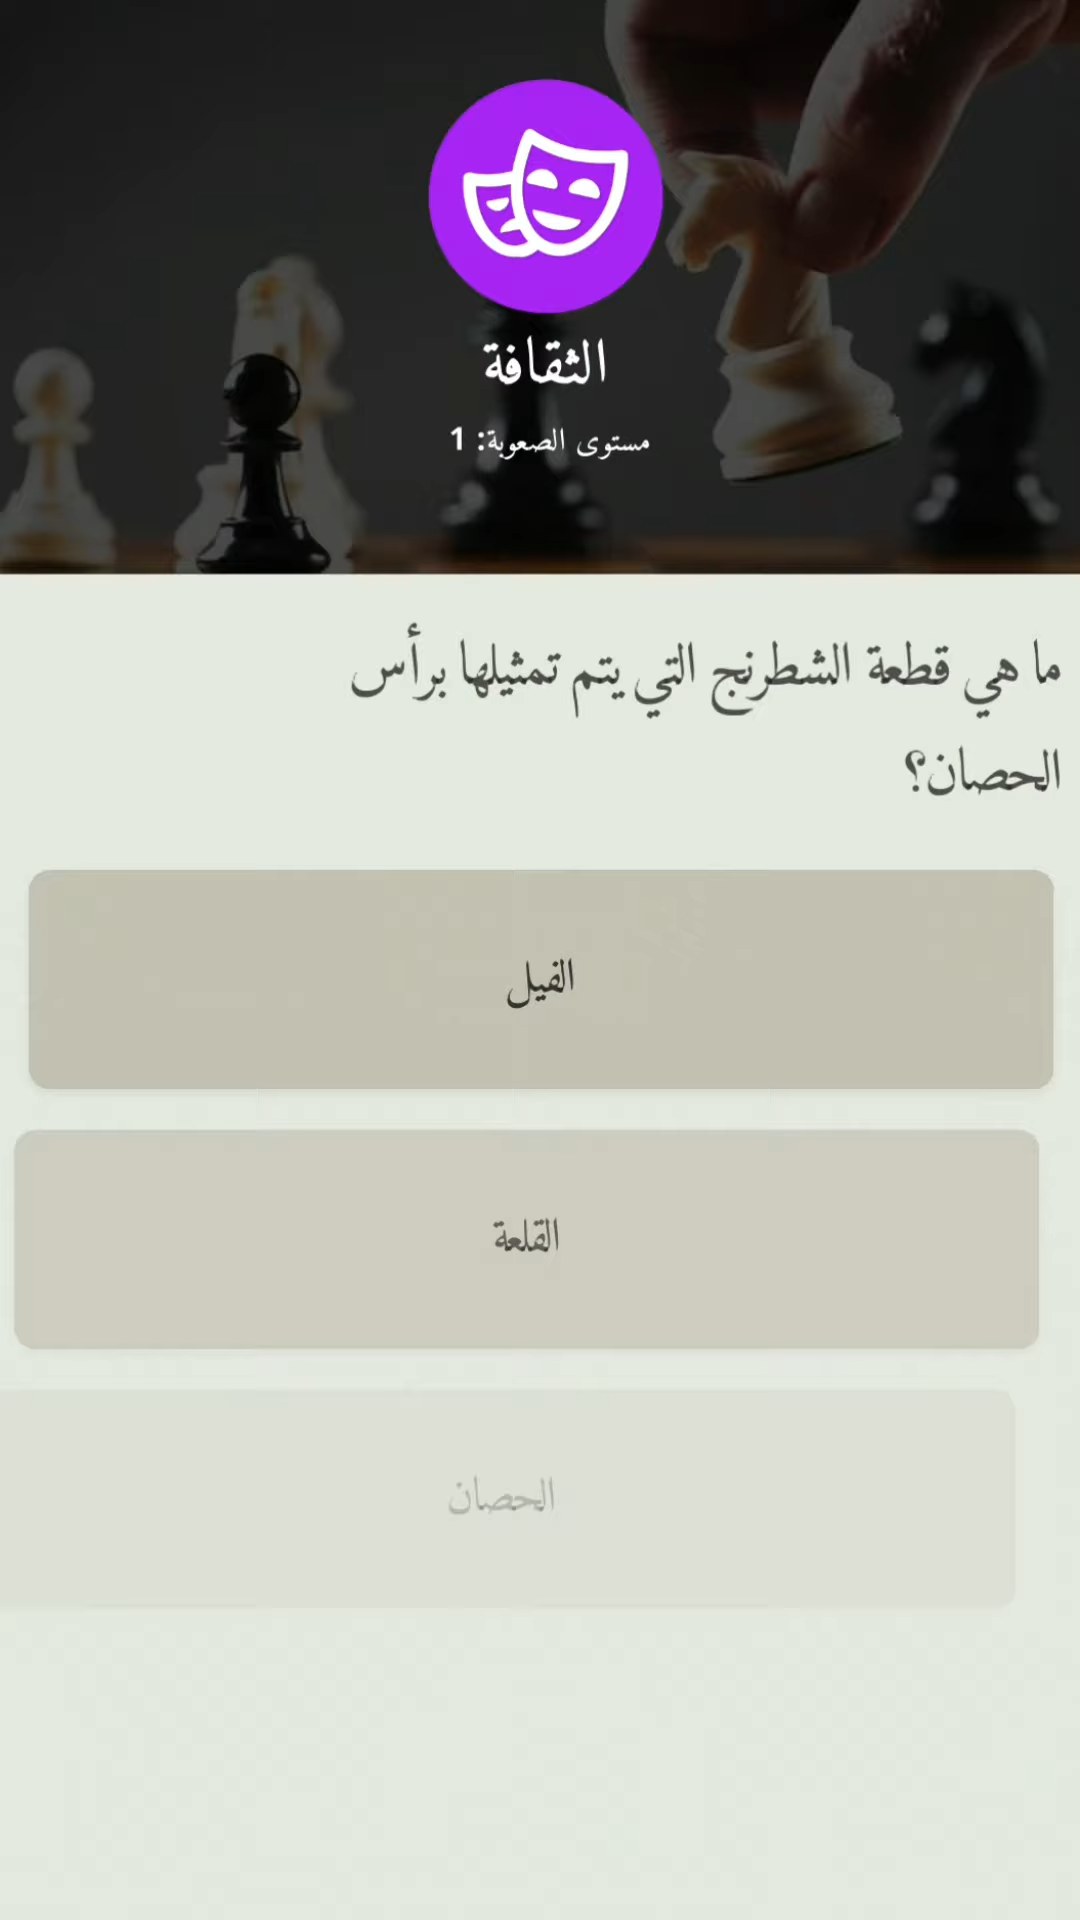 الثقافة
مستوى الصعوبة: 1
ما هي قطعة الشطرنج التي يتم تمثيلها برأس
الحصان؟
الفيل
القلعة
الحصان